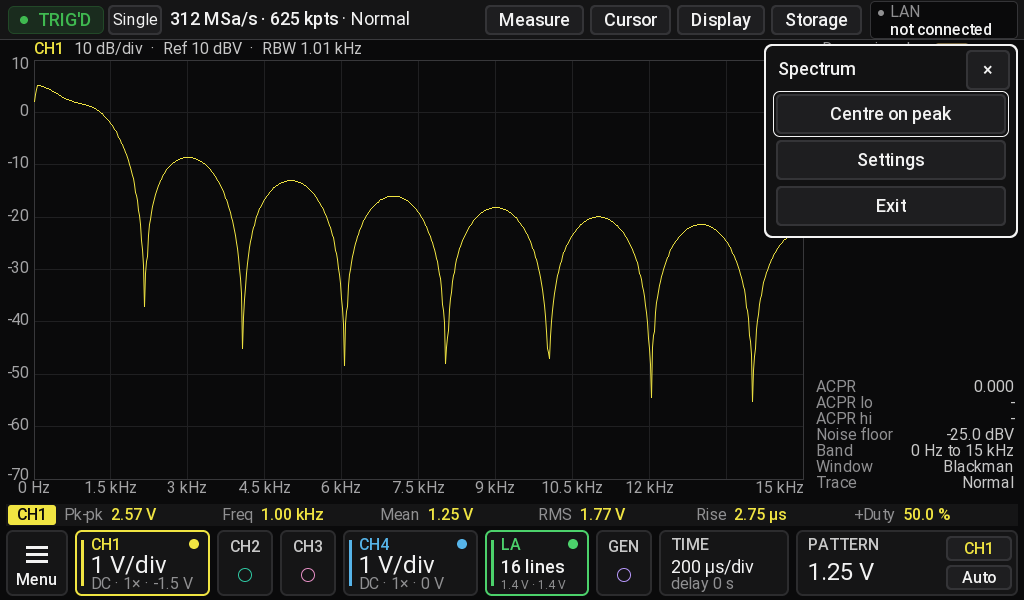 TRIG'D Single 312 MSa/s · 625 kpts · Normal Measure Cursor Display Storage LAN
not connected
CH1 10 dB/div · Ref 10 dBV · RBW 1.01 kHz
Spectrum ×
Centre on peak
Settings
Exit
10
0
-10
-20
-30
-40
-50
-60
-70
0 Hz 1.5 kHz 3 kHz 4.5 kHz 6 kHz 7.5 kHz 9 kHz 10.5 kHz 12 kHz 15 kHz
ACPR 0.000
ACPR lo -
ACPR hi -
Noise floor -25.0 dBV
Band 0 Hz to 15 kHz
Window Blackman
Trace Normal
CH1 Pk-pk 2.57 V Freq 1.00 kHz Mean 1.25 V RMS 1.77 V Rise 2.75 µs +Duty 50.0 %
Menu
CH1
1 V/div
DC · 1× · -1.5 V
CH2
CH3
CH4
1 V/div
DC · 1× · 0 V
LA
16 lines
1.4 V · 1.4 V
GEN
TIME
200 µs/div
delay 0 s
PATTERN
1.25 V
CH1
Auto